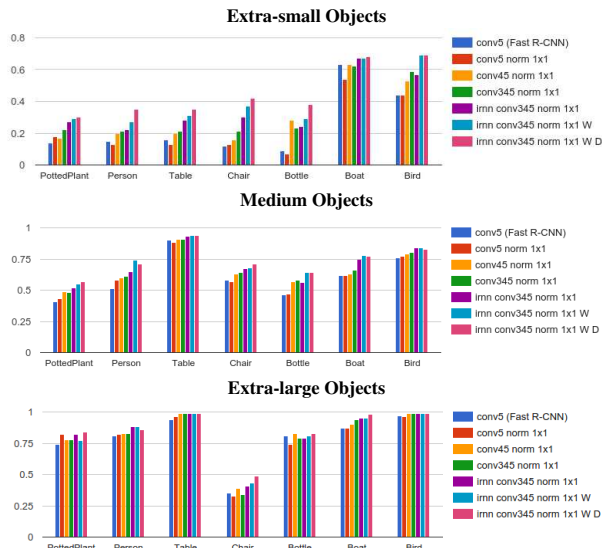 Extra-small Objects
0.8
0.6
0.4
0.2
0
PottedPlant Person Table Chair Bottle Boat Bird
conv5 (Fast R-CNN)
conv5 norm 1x1
conv45 norm 1x1
conv345 norm 1x1
irnn conv345 norm 1x1
irnn conv345 norm 1x1 W
irnn conv345 norm 1x1 W D
Medium Objects
1
0.75
0.5
0.25
0
PottedPlant Person Table Chair Bottle Boat Bird
conv5 (Fast R-CNN)
conv5 norm 1x1
conv45 norm 1x1
conv345 norm 1x1
irnn conv345 norm 1x1
irnn conv345 norm 1x1 W
irnn conv345 norm 1x1 W D
Extra-large Objects
1
0.75
0.5
0.25
0
PottedPlant Person Table Chair Bottle Boat Bird
conv5 (Fast R-CNN)
conv5 norm 1x1
conv45 norm 1x1
conv345 norm 1x1
irnn conv345 norm 1x1
irnn conv345 norm 1x1 W
irnn conv345 norm 1x1 W D